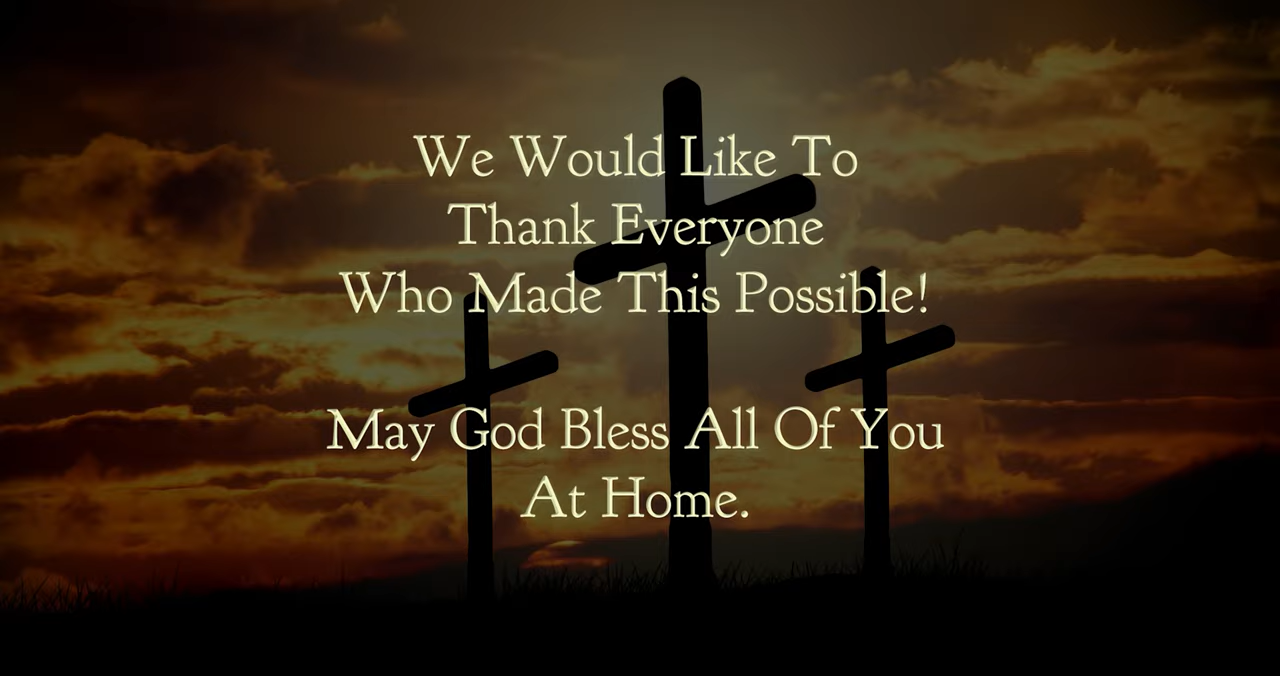 We Would Like To
Thank Everyone
Who Made This Possible!
May God Bless All Of You
At Home.